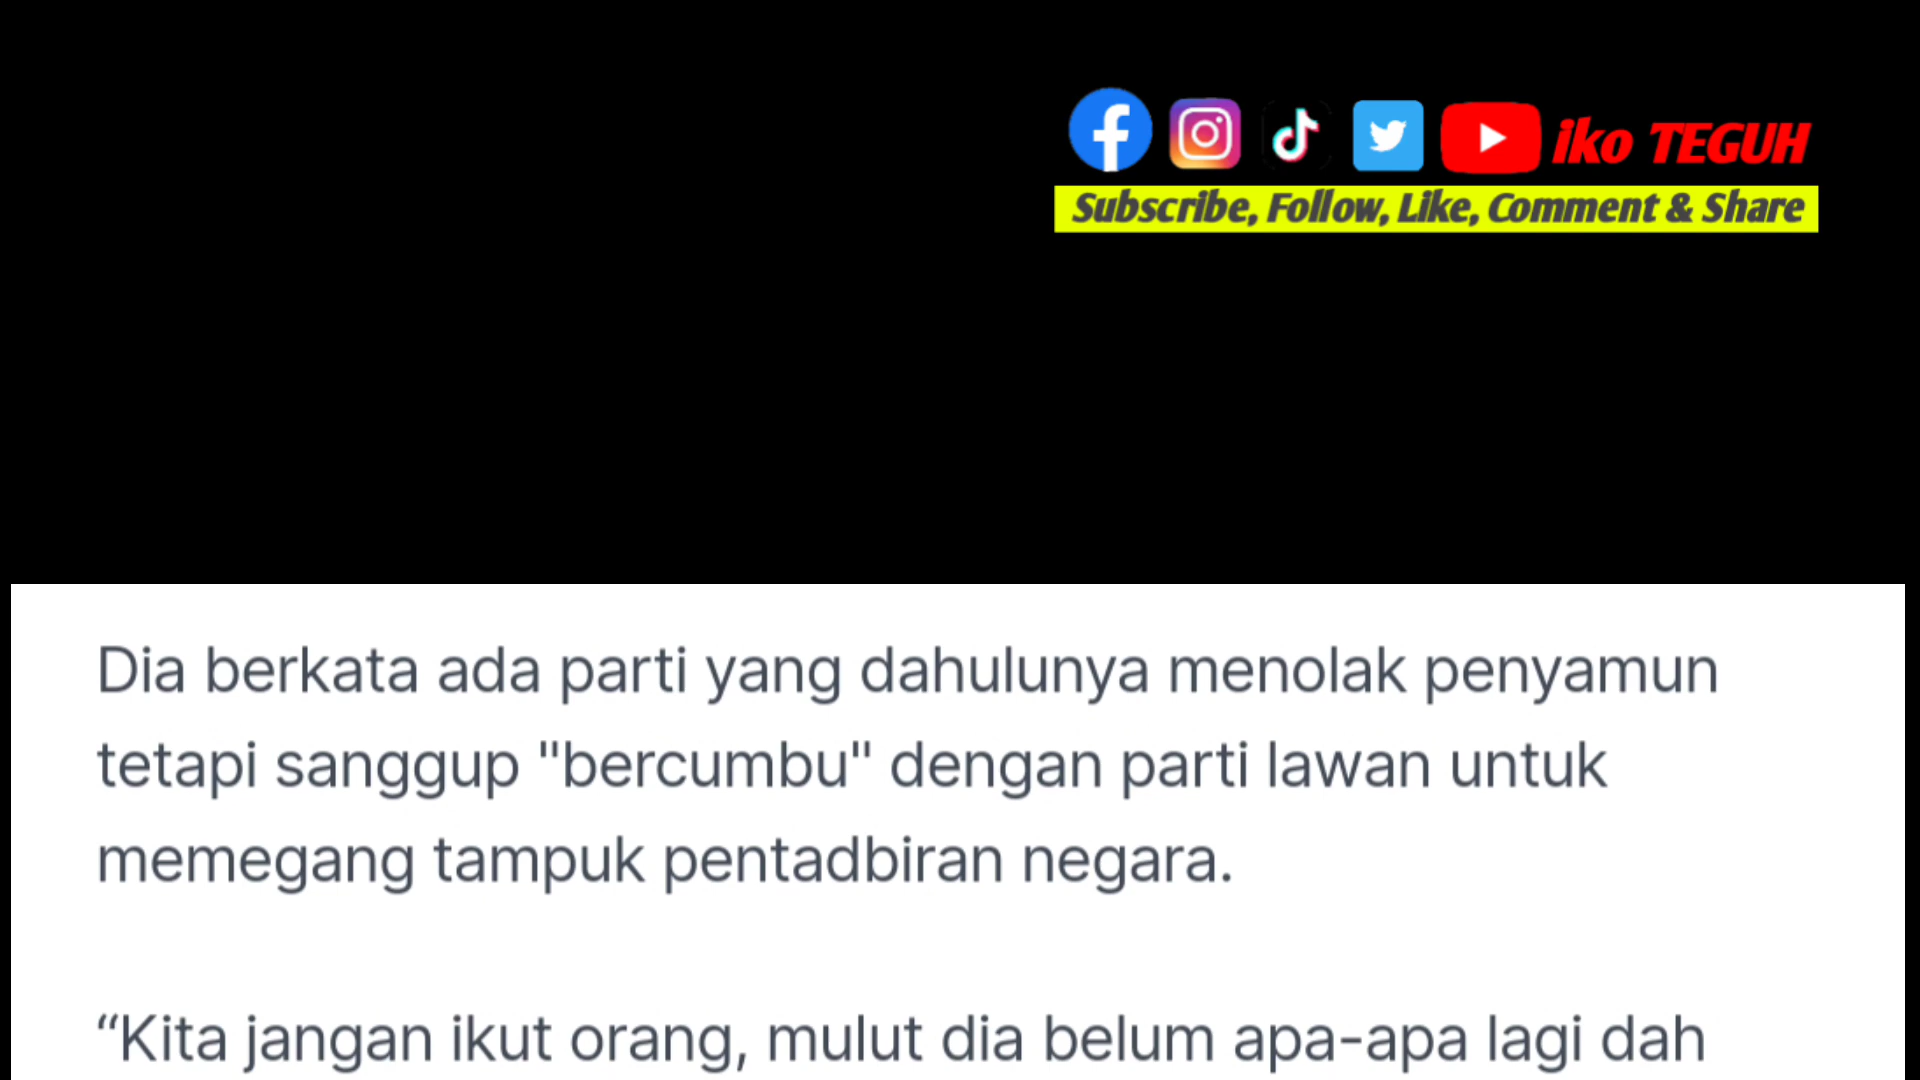 iko TEGUH
Subscribe, Follow, Like, Comment & Share
Dia berkata ada parti yang dahulunya menolak penyamun
tetapi sanggup "bercumbu" dengan parti lawan untuk
memegang tampuk pentadbiran negara.
“Kita jangan ikut orang, mulut dia belum apa-apa lagi dah